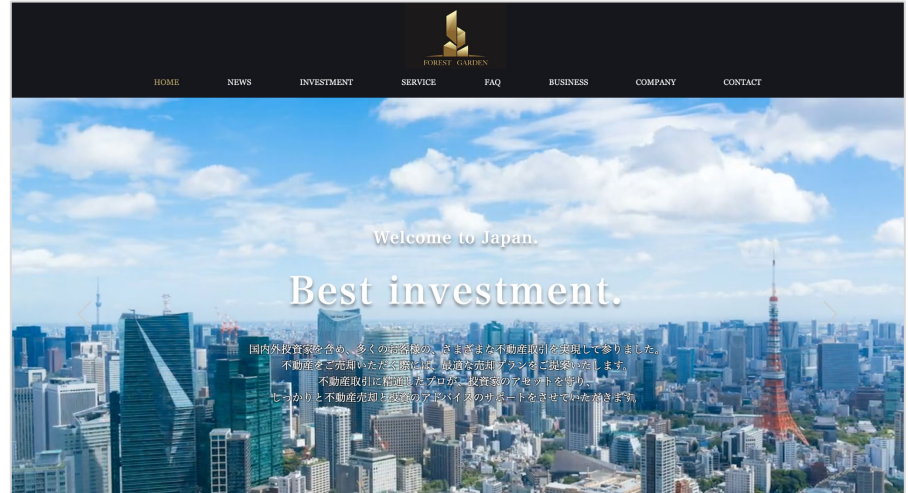 FOREST GARDEN
HOME NEWS INVESTMENT SERVICE FAQ BUSINESS COMPANY CONTACT
Welcome to Japan.
Best investment.
国内外投資家を含め、多くのお客様の、さまざまな不動産取引を実現して参りました。
不動産をご売却いただく際には、最適な売却プランをご提案いたします。
不動産取引に精通したプロが、投資家のアセットを守り、
しっかりと不動産売却と投資のアドバイスのサポートをさせていただきます。